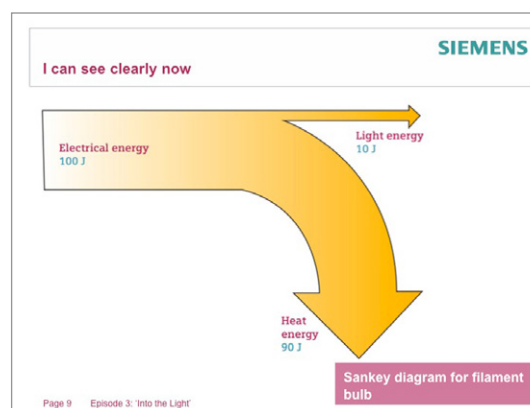 SIEMENS
I can see clearly now
Electrical energy
100 J
Light energy
10 J
Heat
energy
90 J
Sankey diagram for filament
bulb
Page 9 Episode 3: 'Into the Light'